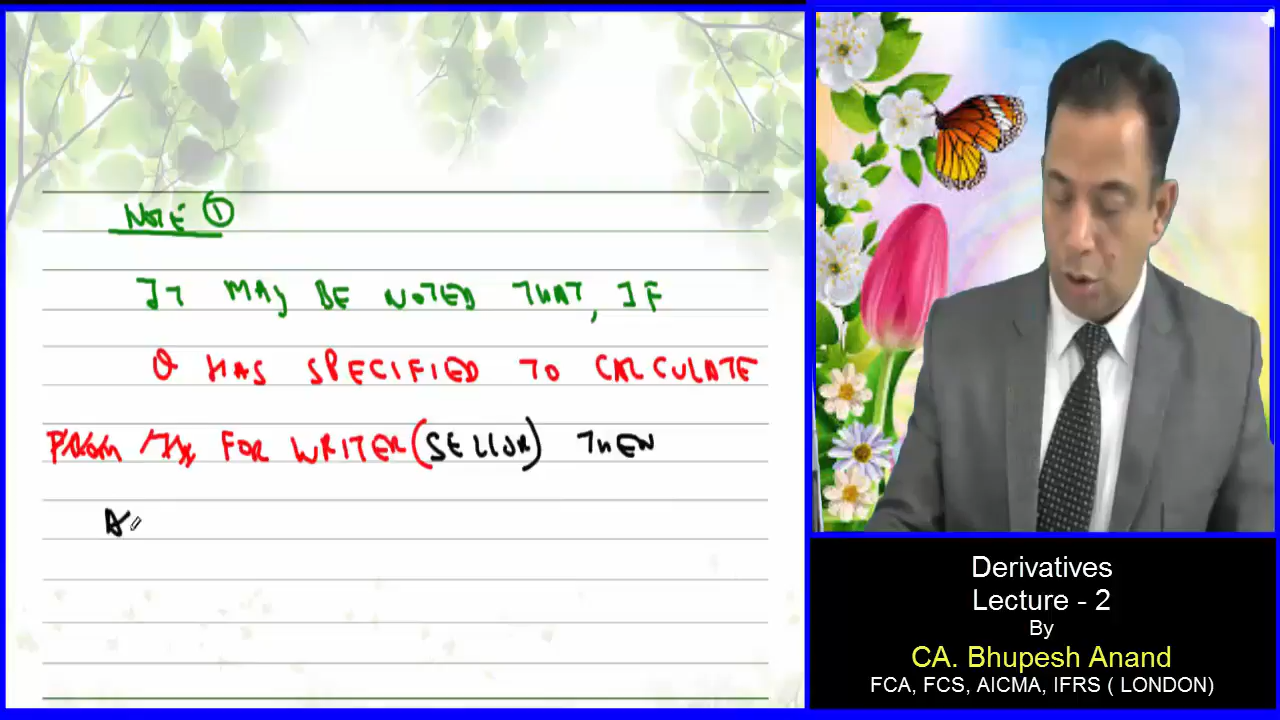 NOTE ①
IT MAY BE NOTED THAT, IF
Q HAS SPECIFIED TO CALCULATE
FOR WRITER (SELLOR) THEN
Derivatives
Lecture - 2
By
CA. Bhupesh Anand
FCA, FCS, AICMA, IFRS ( LONDON)